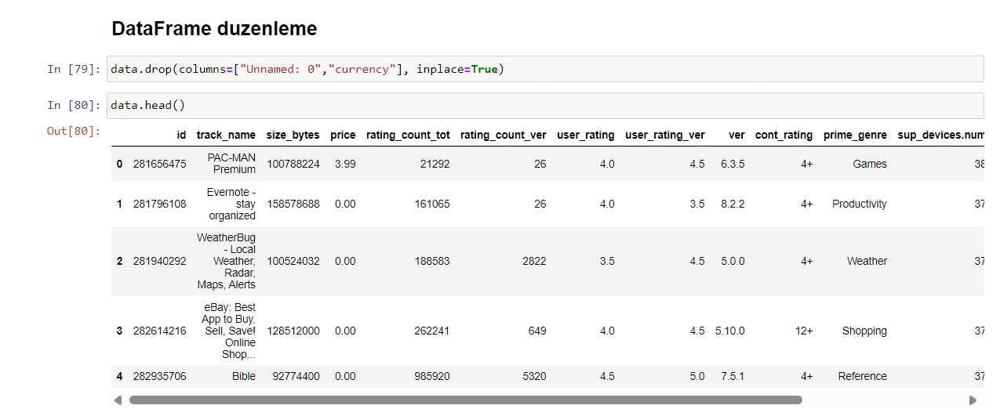 DataFrame duzenleme
In [79]: data.drop(columns=["Unnamed: 0","currency"], inplace=True)
In [80]: data.head()
Out[80]:
id track_name size_bytes price rating_count_tot rating_count_ver user_rating user_rating_ver ver cont_rating prime_genre sup_devices.num
0 281656475 PAC-MAN Premium 100788224 3.99 21292 26 4.0 4.5 6.3.5 4+ Games 38
1 281796108 Evernote - stay organized 158578688 0.00 161065 26 4.0 3.5 8.2.2 4+ Productivity 37
2 281940292 WeatherBug - Local Weather, Radar, Maps, Alerts 100524032 0.00 188583 2822 3.5 4.5 5.0.0 4+ Weather 37
3 282614216 eBay: Best App to Buy, Sell, Save! Online Shop... 128512000 0.00 262241 649 4.0 4.5 5.10.0 12+ Shopping 37
4 282935706 Bible 92774400 0.00 985920 5320 4.5 5.0 7.5.1 4+ Reference 37